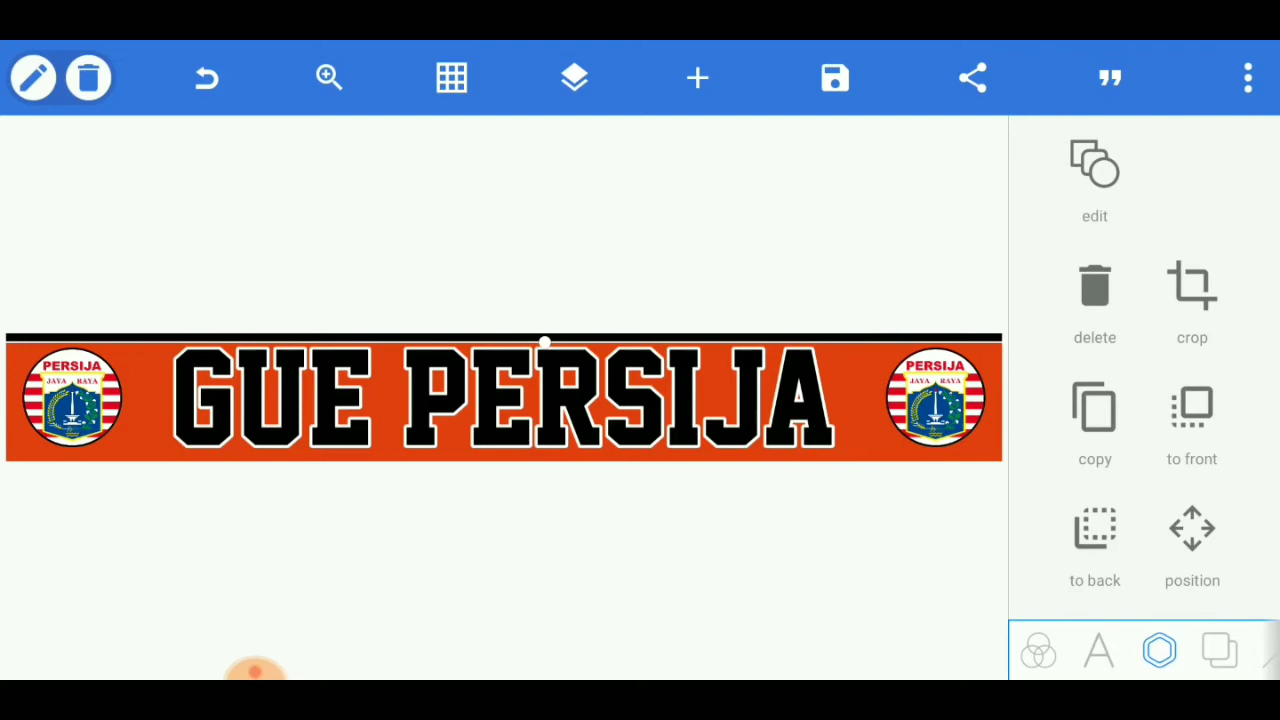 edit
delete
crop
PERSIJA
JAYA RAYA
GUE PERSIJA
PERSIJA
JAYA RAYA
copy
to front
to back
position